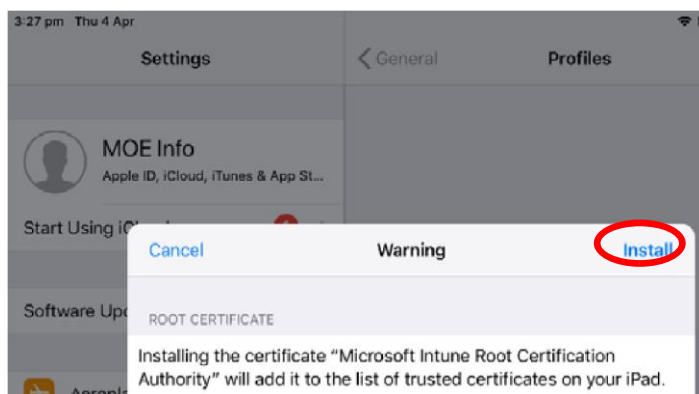 3:27 pm Thu 4 Apr
Settings
General
Profiles
MOE Info
Apple ID, iCloud, iTunes & App St...
Start Using
Cancel
Warning
Install
Software
ROOT CERTIFICATE
Installing the certificate “Microsoft Intune Root Certification
Authority” will add it to the list of trusted certificates on your iPad.